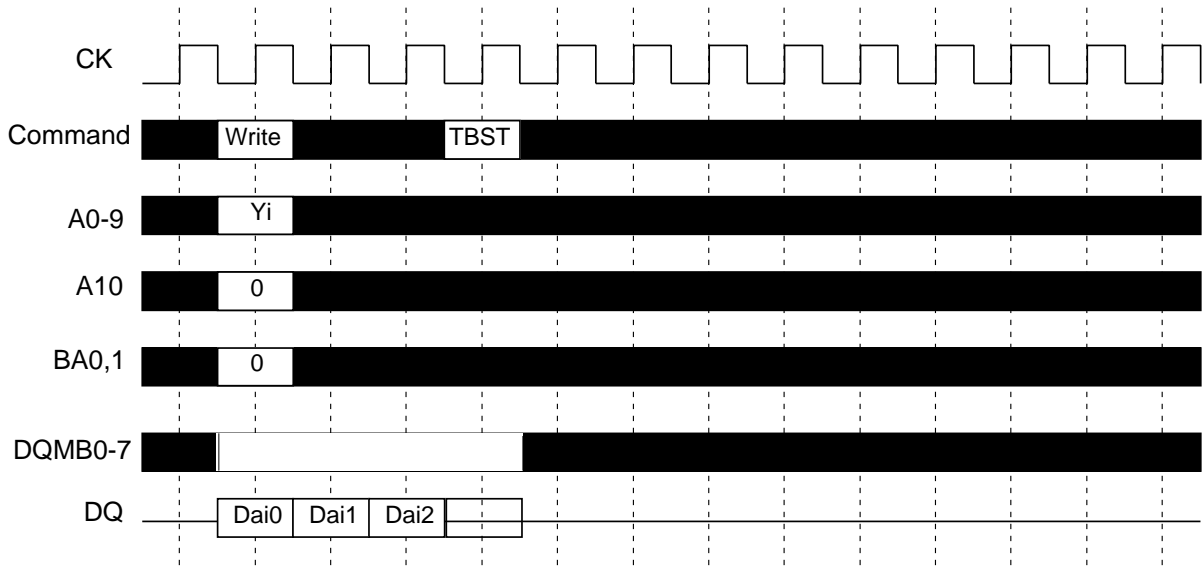 CK
Command Write TBST
A0-9 Yi
A10 0
BA0,1 0
DQMB0-7
DQ Dai0 Dai1 Dai2